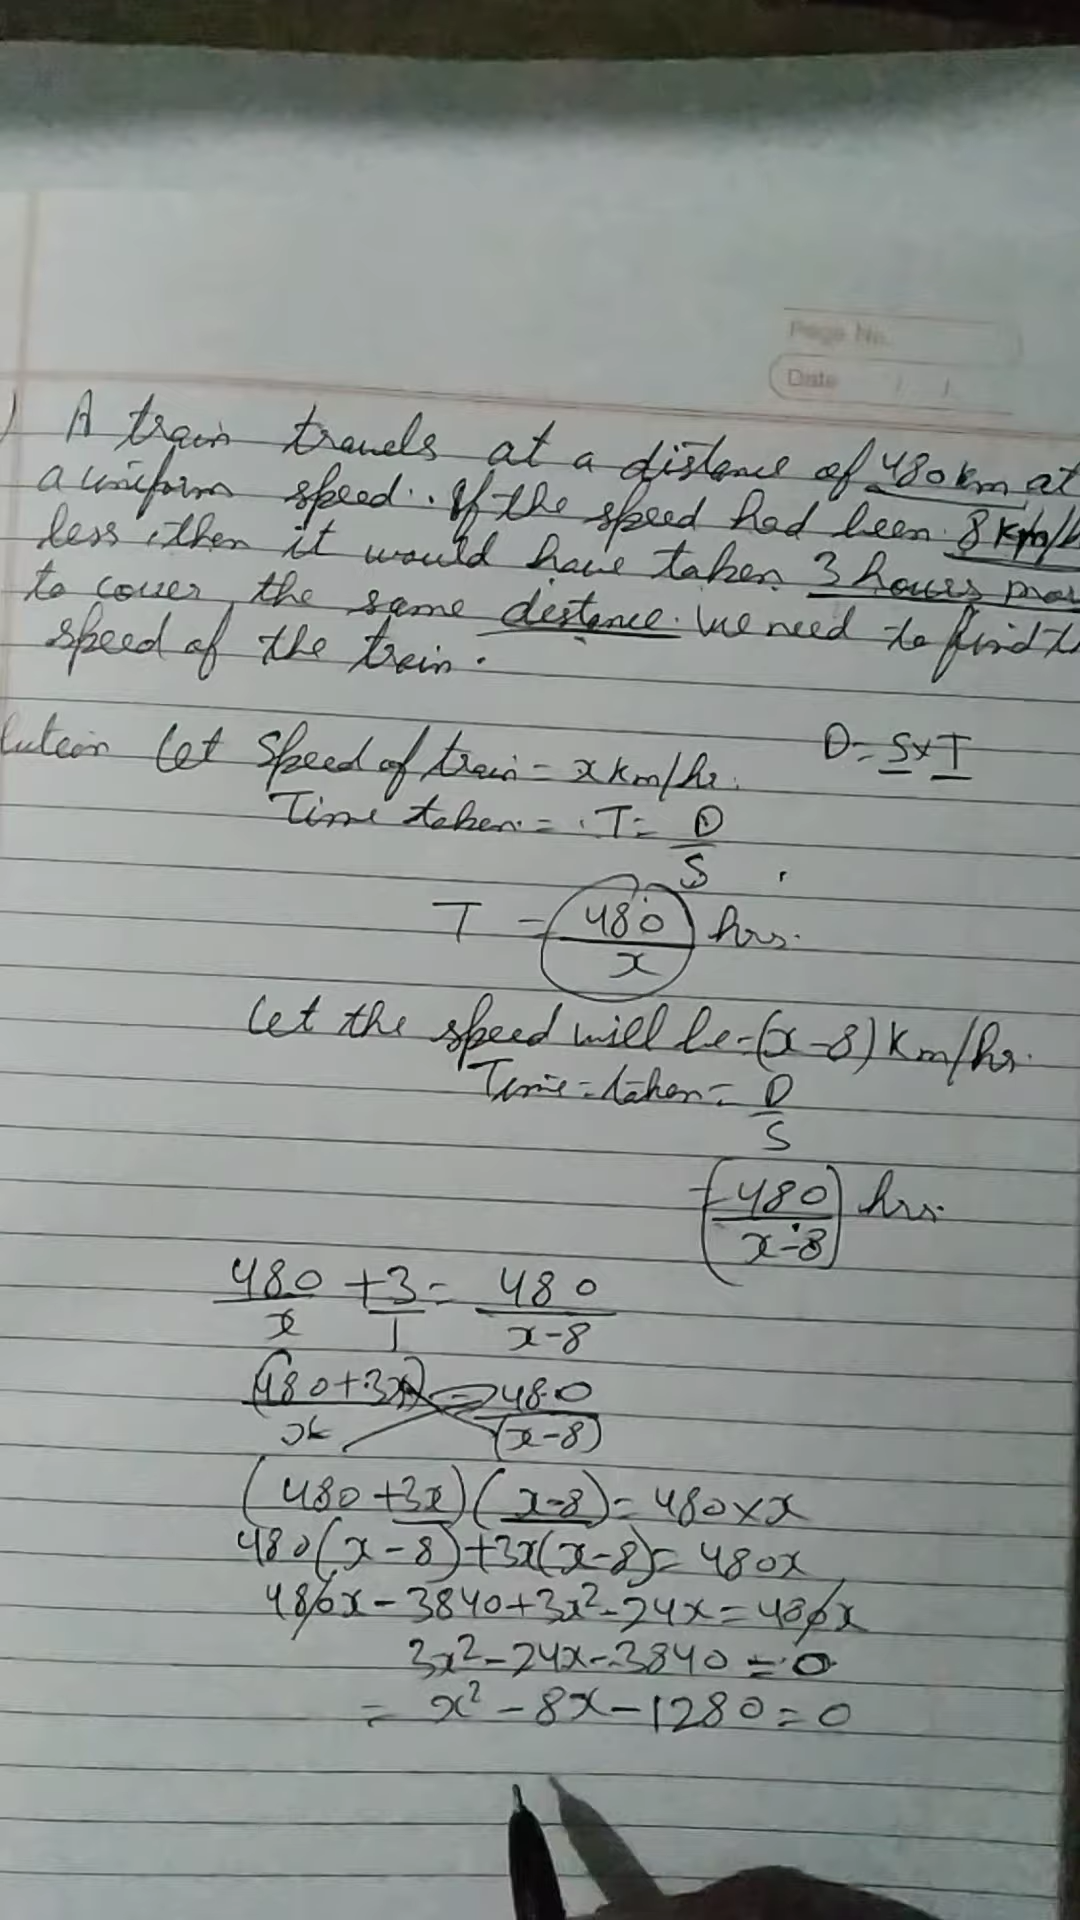 Page No.
Date / /
) A train travels at a distance of 480 km at
a uniform speed. If the speed had been 8 km/h
less, then it would have taken 3 hours mor
to cover the same distance. We need to find t
speed of the train.
lution Let speed of train = x km/hr. D = S×T
Time taken = T = D/S
T = 480/x hrs.
Let the speed will be = (x-8) km/hr.
Time = taken = D/S
= (480/x-8) hrs.
480/x + 3/1 = 480/x-8
(480+3x)/x = 480/(x-8)
(480+3x)(x-8) = 480×x
480(x-8)+3x(x-8) = 480x
480x-3840+3x²-24x = 480x
3x²-24x-3840 = 0
= x²-8x-1280 = 0